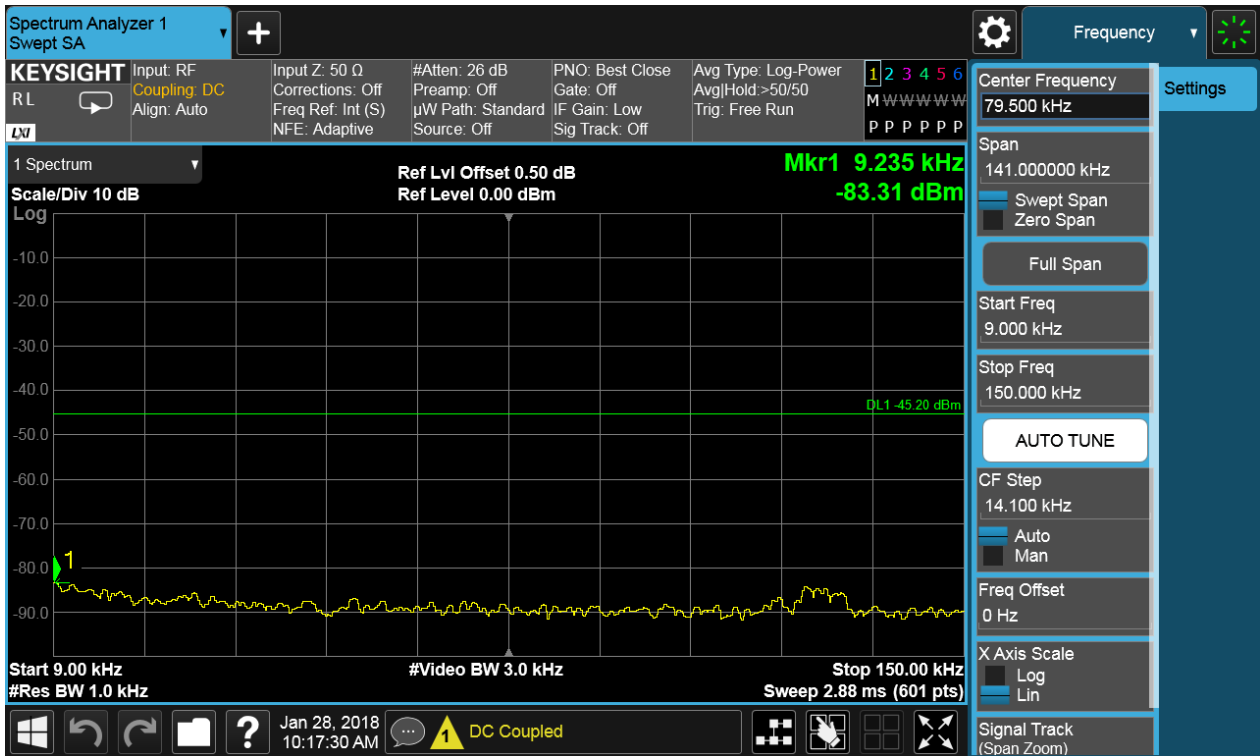 Spectrum Analyzer 1
Swept SA
+
Frequency
KEYSIGHT
RL
LXI
Input: RF
Coupling: DC
Align: Auto
Input Z: 50 Ω
Corrections: Off
Freq Ref: Int (S)
NFE: Adaptive
#Atten: 26 dB
Preamp: Off
µW Path: Standard
Source: Off
PNO: Best Close
Gate: Off
IF Gain: Low
Sig Track: Off
Avg Type: Log-Power
Avg|Hold:>50/50
Trig: Free Run
1 2 3 4 5 6
M W W W W W
P P P P P P
1 Spectrum
Scale/Div 10 dB
Log
Ref Lvl Offset 0.50 dB
Ref Level 0.00 dBm
Mkr1 9.235 kHz
-83.31 dBm
-10.0
-20.0
-30.0
-40.0
DL1 -45.20 dBm
-50.0
-60.0
-70.0
1
-80.0
-90.0
Start 9.00 kHz
#Res BW 1.0 kHz
#Video BW 3.0 kHz
Stop 150.00 kHz
Sweep 2.88 ms (601 pts)
Center Frequency
79.500 kHz
Span
141.000000 kHz
Swept Span
Zero Span
Full Span
Start Freq
9.000 kHz
Stop Freq
150.000 kHz
AUTO TUNE
CF Step
14.100 kHz
Auto
Man
Freq Offset
0 Hz
X Axis Scale
Log
Lin
Signal Track
(Span Zoom)
Settings
?
Jan 28, 2018
10:17:30 AM
1
DC Coupled